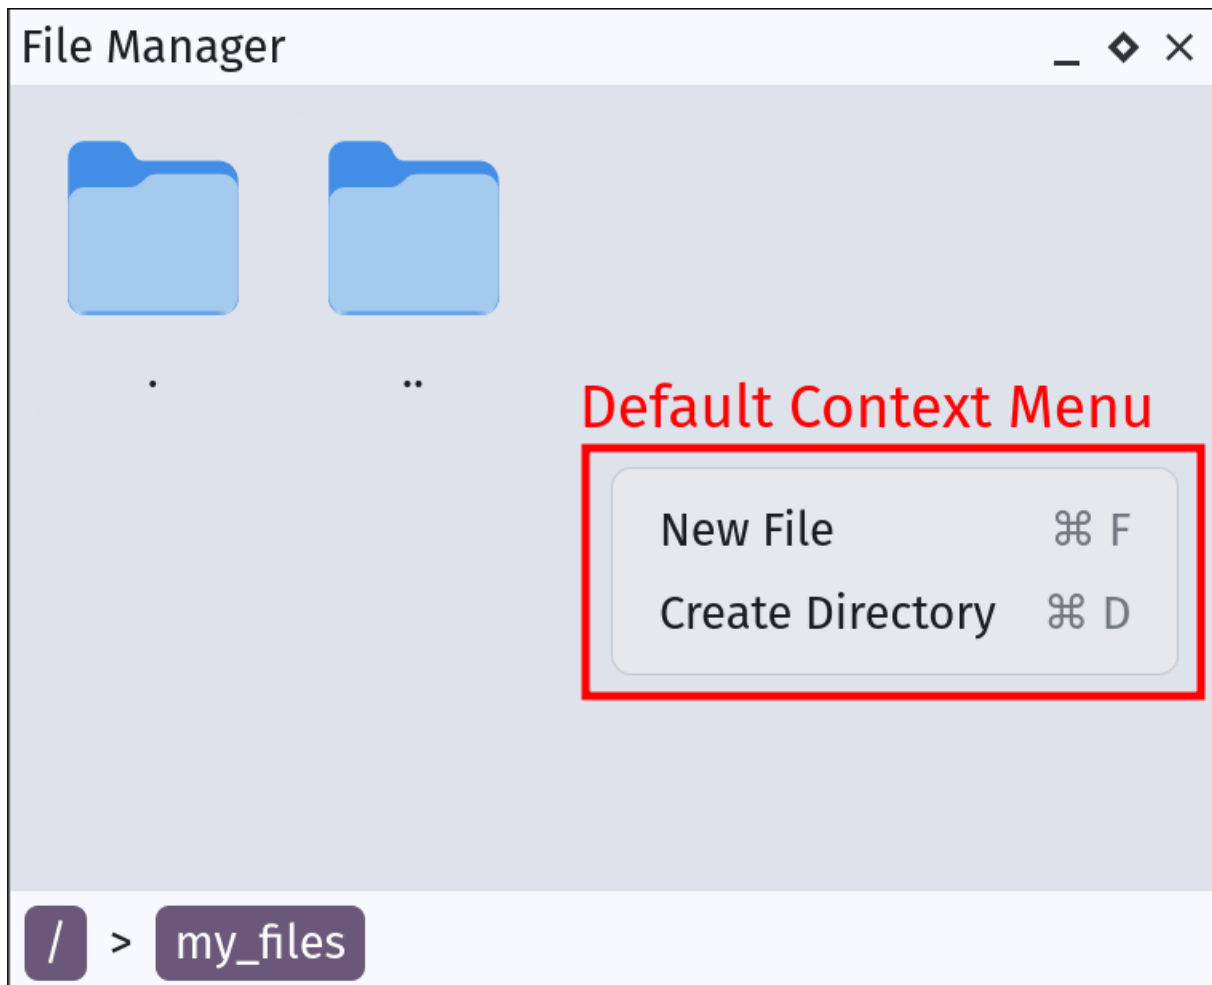 File Manager
.
..
Default Context Menu
New File ⌘ F
Create Directory ⌘ D
/ > my_files